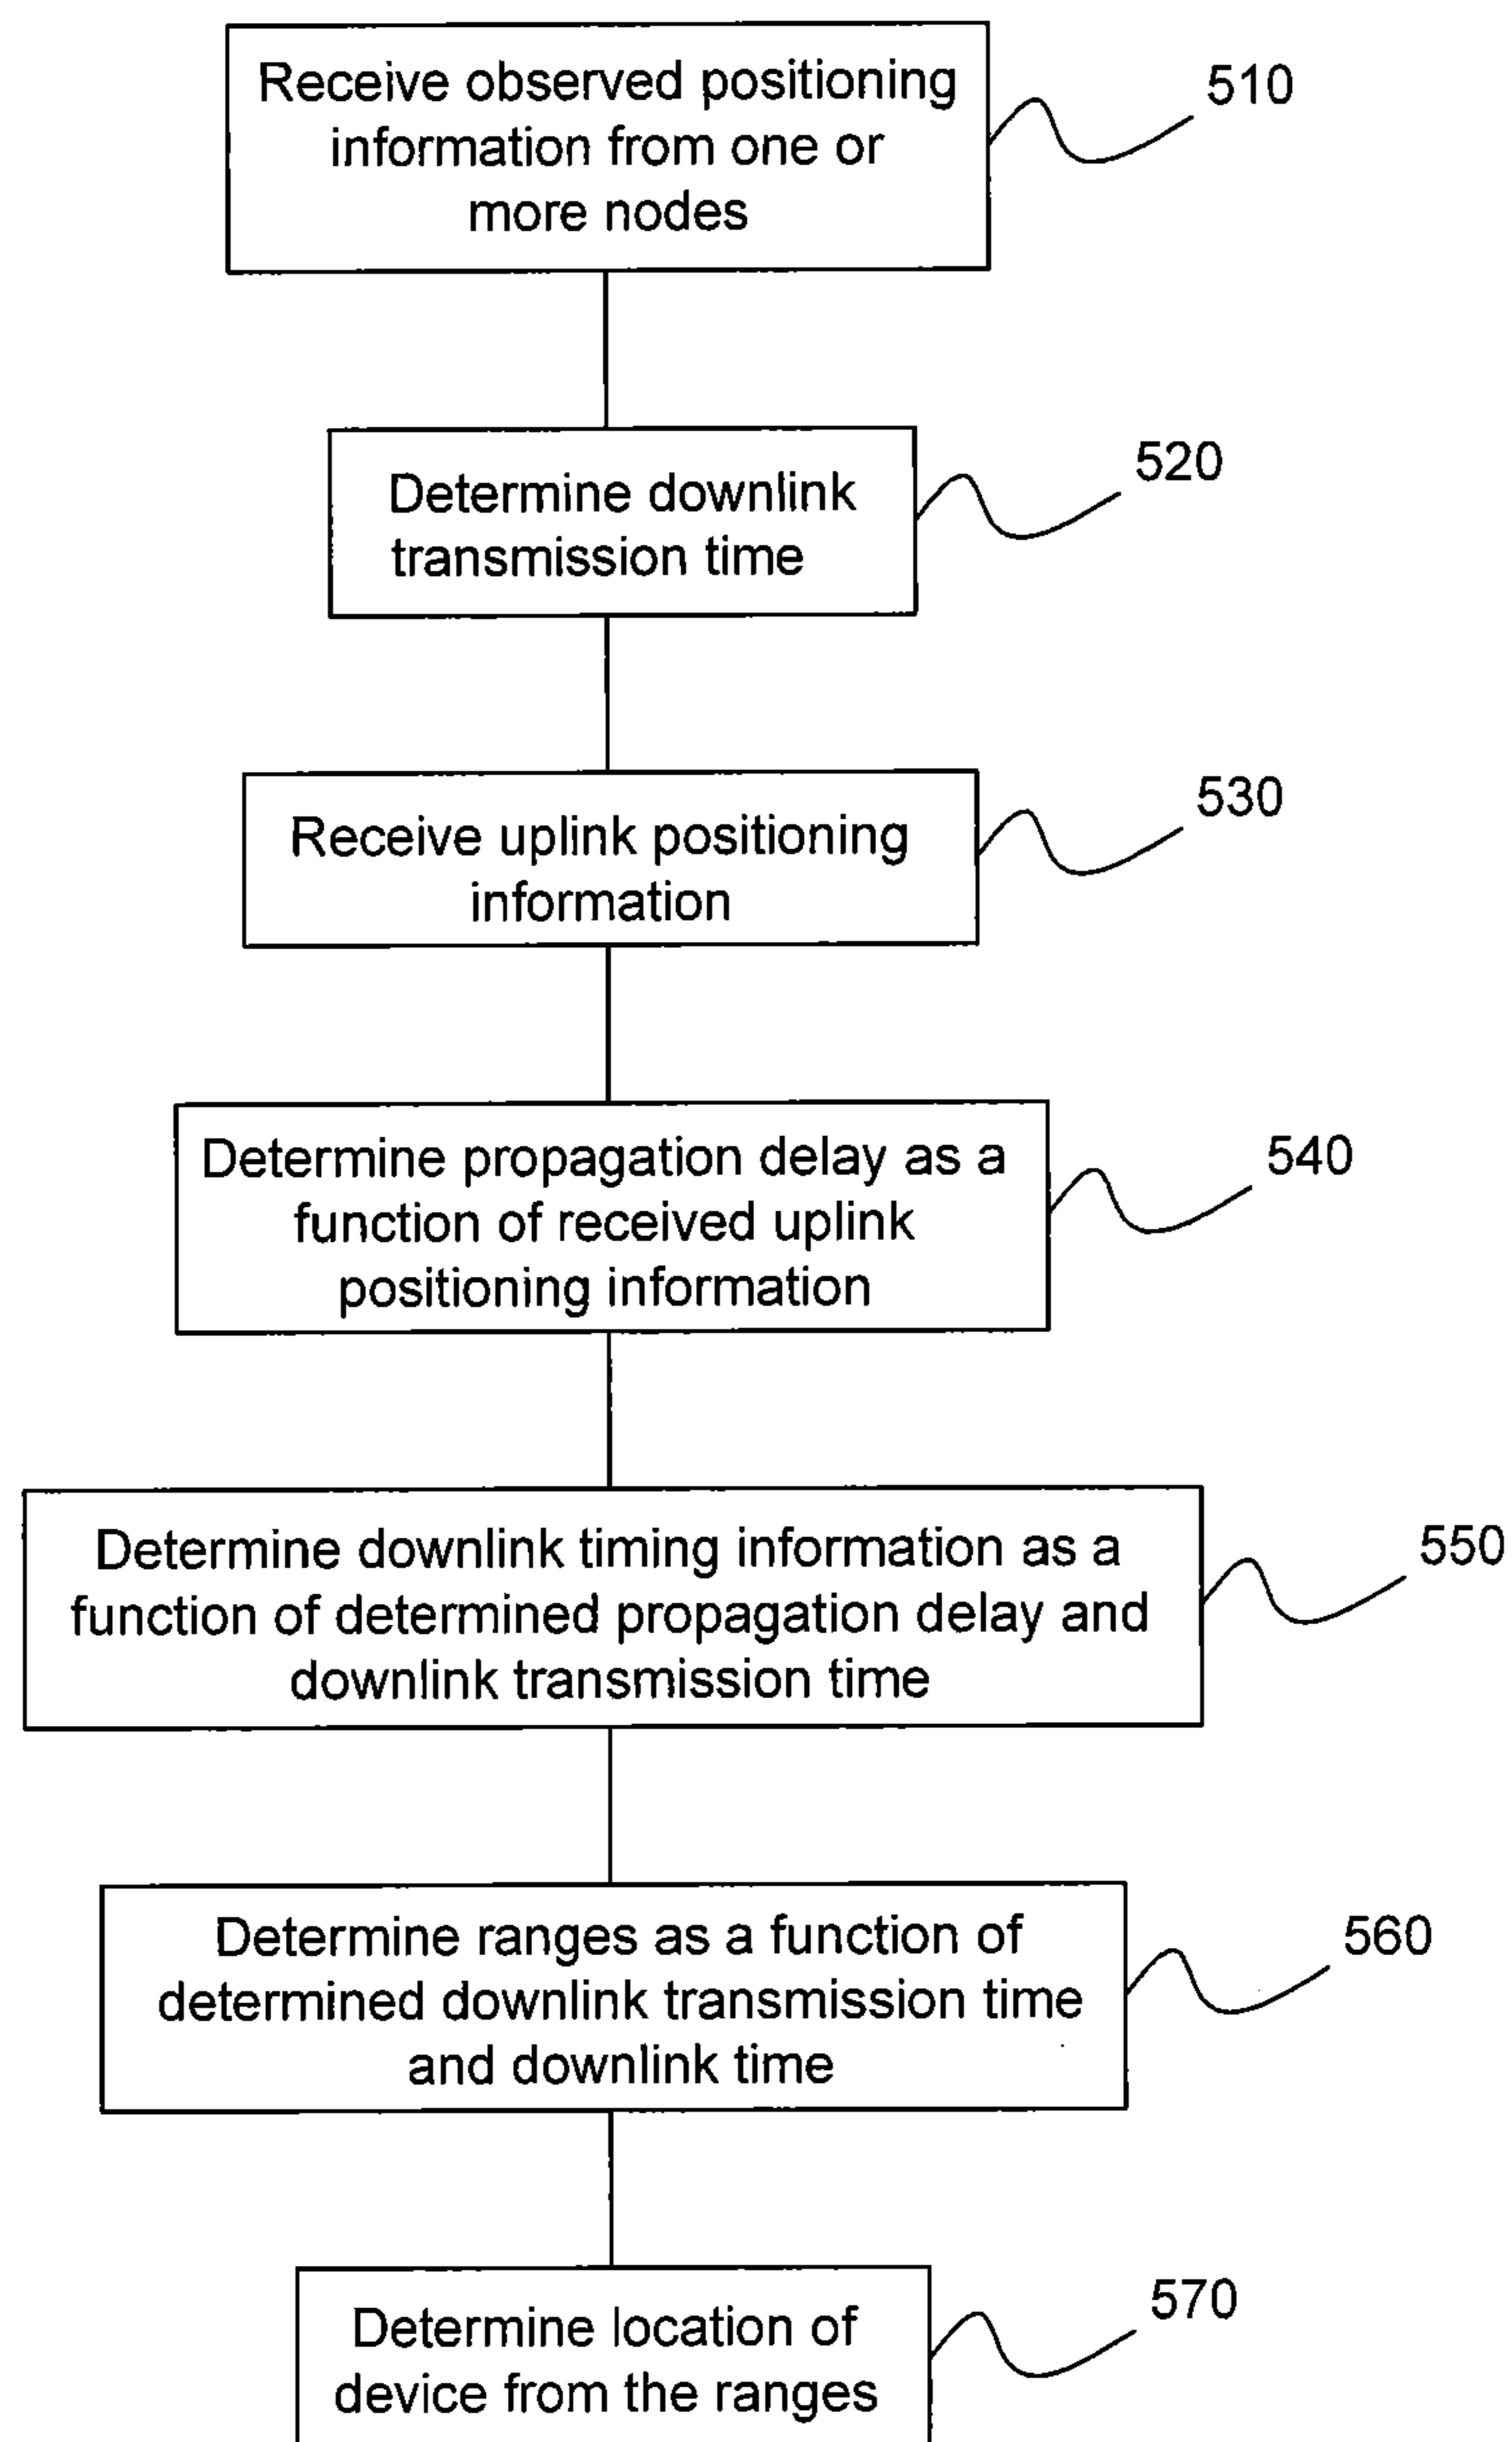 Receive observed positioning
information from one or
more nodes
510
Determine downlink
transmission time
520
Receive uplink positioning
information
530
Determine propagation delay as a
function of received uplink
positioning information
540
Determine downlink timing information as a
function of determined propagation delay and
downlink transmission time
550
Determine ranges as a function of
determined downlink transmission time
and downlink time
560
Determine location of
device from the ranges
570